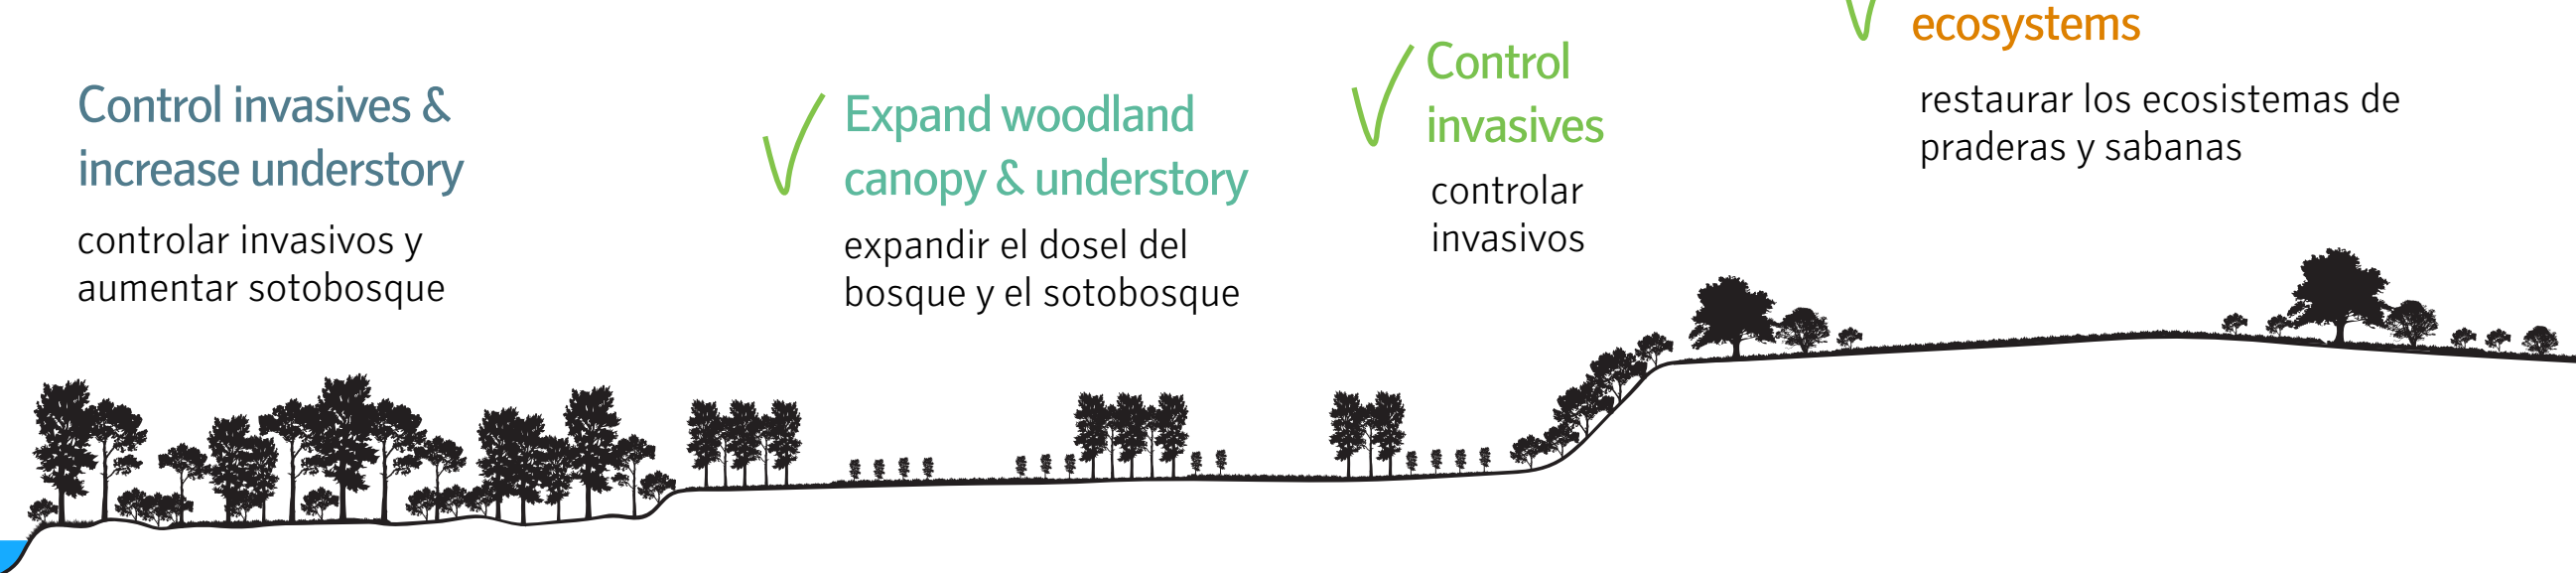 Control invasives &
increase understory
controlar invasivos y
aumentar sotobosque
Expand woodland
canopy & understory
expandir el dosel del
bosque y el sotobosque
Control
invasives
controlar
invasivos
ecosystems
restaurar los ecosistemas de
praderas y sabanas